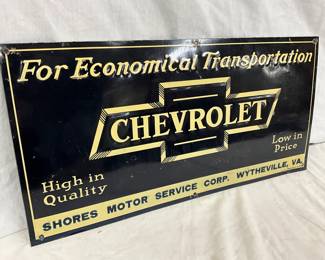 For Economical Transportation
CHEVROLET
High in
Quality
Low in
Price
SHORES MOTOR SERVICE CORP. WYTHEVILLE, VA.